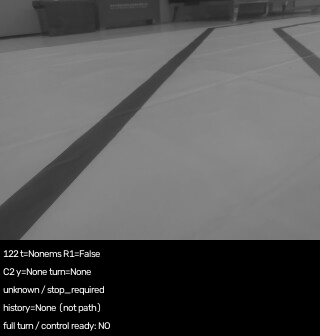 122 t=Nonems R1=False
C2 y=None turn=None
unknown / stop_required
history=None (not path)
full turn / control ready: NO